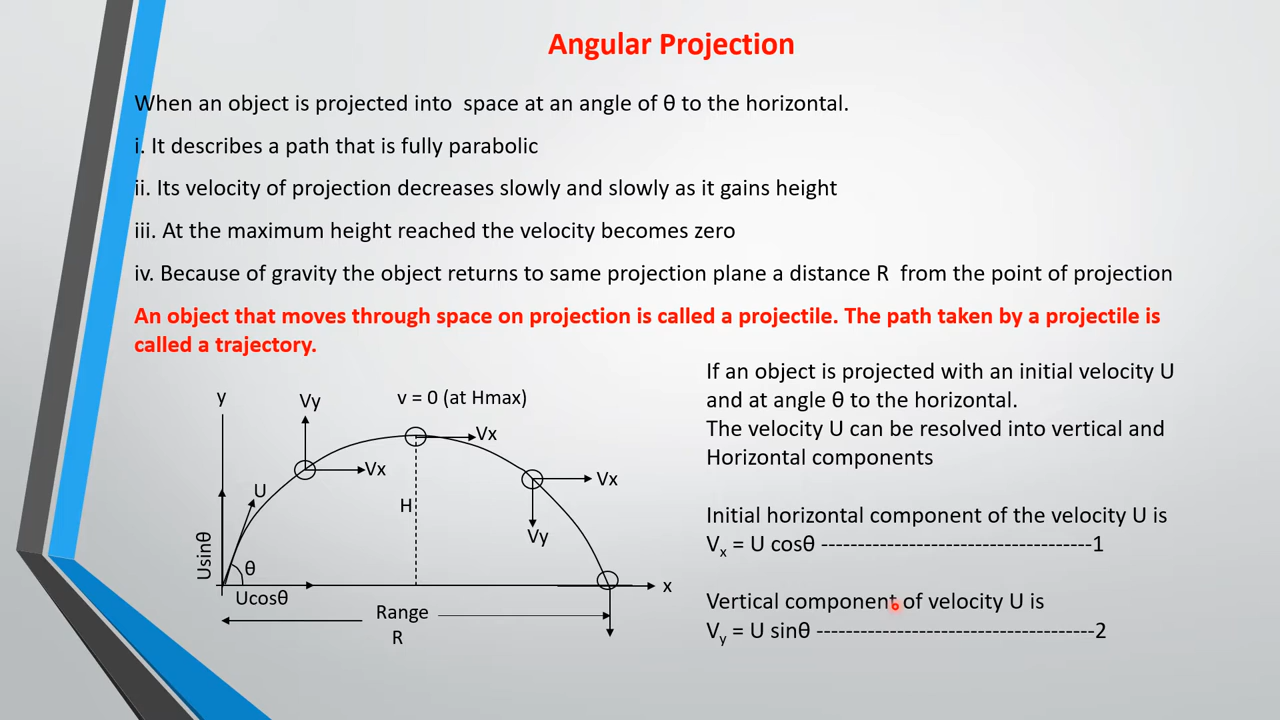 Angular Projection
When an object is projected into  space at an angle of θ to the horizontal.
i. It describes a path that is fully parabolic
ii. Its velocity of projection decreases slowly and slowly as it gains height
iii. At the maximum height reached the velocity becomes zero
iv. Because of gravity the object returns to same projection plane a distance R  from the point of projection
An object that moves through space on projection is called a projectile. The path taken by a projectile is
called a trajectory.
y
Vy
v = 0 (at Hmax)
Vx
Vx
Vx
U
H
Vy
Usinθ
θ
Ucosθ
x
Range
R
If an object is projected with an initial velocity U
and at angle θ to the horizontal.
The velocity U can be resolved into vertical and
Horizontal components
Initial horizontal component of the velocity U is
Vx = U cosθ -------------------------------------1
Vertical component of velocity U is
Vy = U sinθ --------------------------------------2